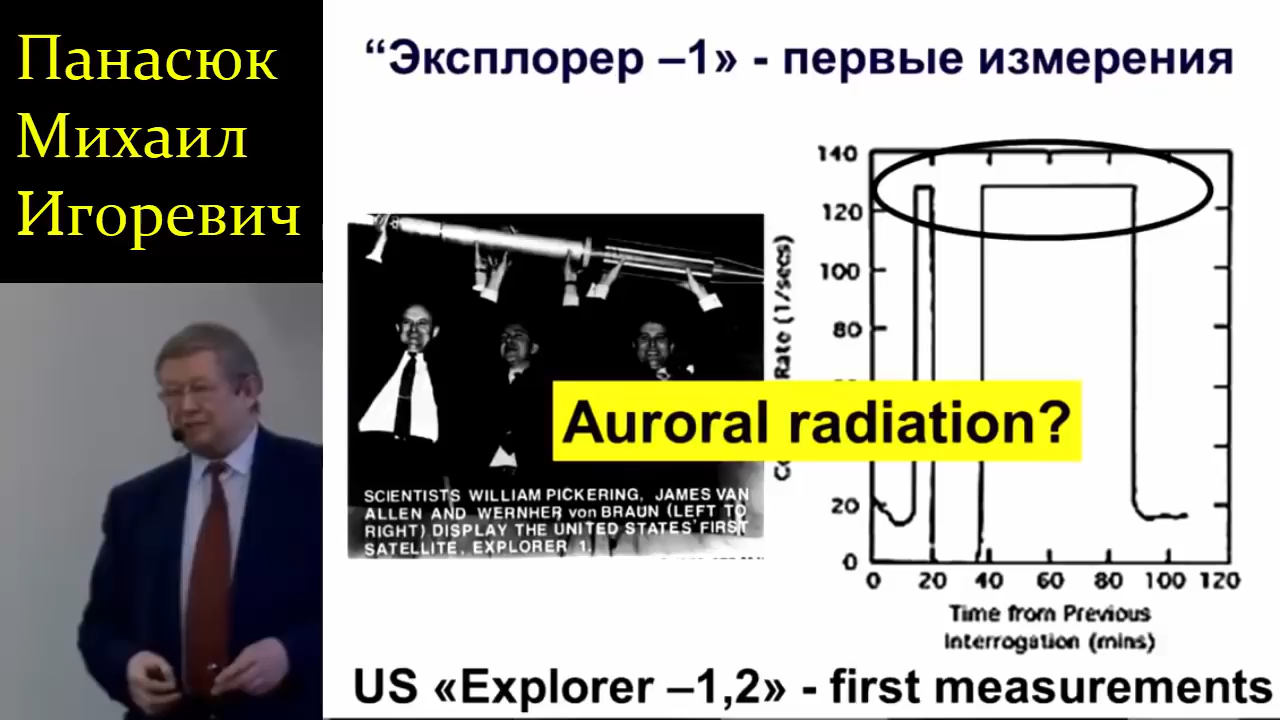 Панасюк
Михаил
Игоревич
“Эксплорер –1» - первые измерения
SCIENTISTS WILLIAM PICKERING, JAMES VAN
ALLEN AND WERNHER von BRAUN (LEFT TO
RIGHT) DISPLAY THE UNITED STATES' FIRST
SATELLITE, EXPLORER 1.
Auroral radiation?
140
120
100
80
20
0
Rate (1/secs)
0 20 40 60 80 100 120
Time from Previous
Interrogation (mins)
US «Explorer –1,2» - first measurements